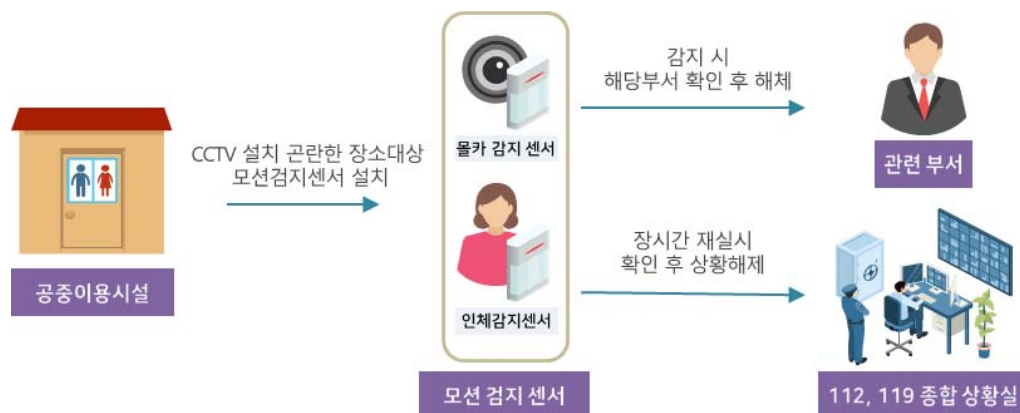 CCTV 설치 곤란한 장소대상
모션검지센서 설치
공중이용시설
몰카 감지 센서
인체감지센서
모션 검지 센서
감지 시
해당부서 확인 후 해체
관련 부서
장시간 재실시
확인 후 상황해제
112, 119 종합 상황실